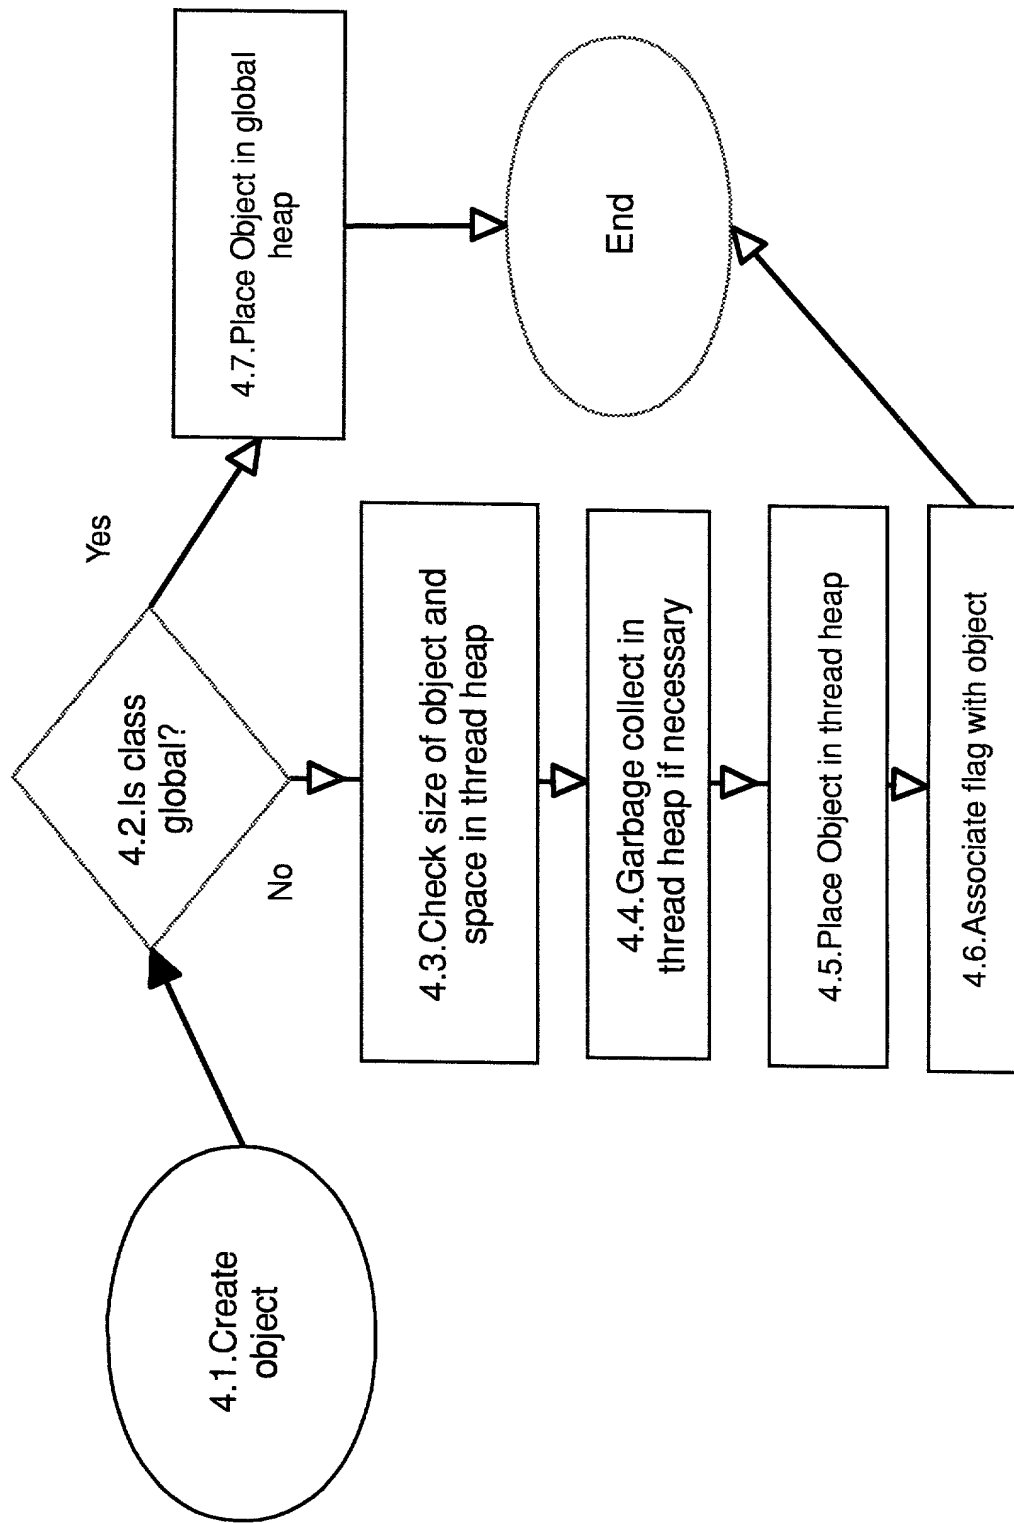 4.1.Create
object
4.2.Is class
global?
Yes
No
4.7.Place Object in global
heap
4.3.Check size of object and
space in thread heap
4.4.Garbage collect in
thread heap if necessary
4.5.Place Object in thread heap
4.6.Associate flag with object
End